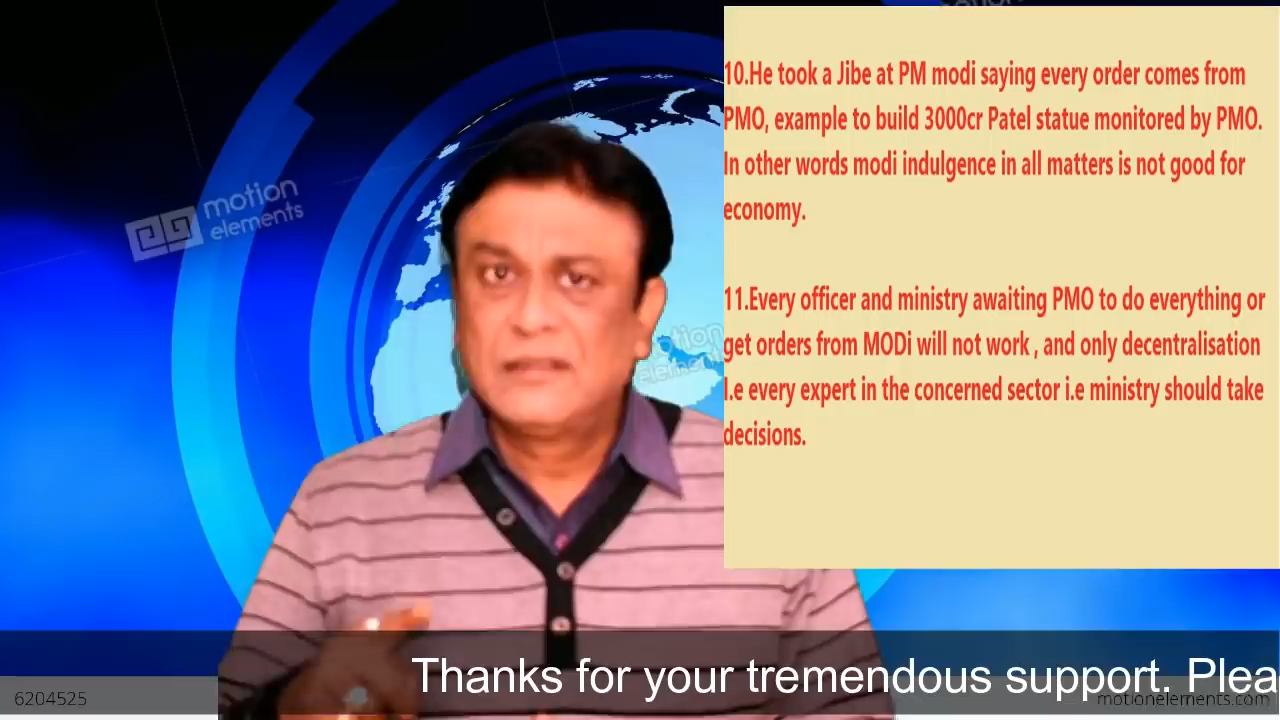 motion
elements
10.He took a Jibe at PM modi saying every order comes from
PMO, example to build 3000cr Patel statue monitored by PMO.
In other words modi indulgence in all matters is not good for
economy.
11.Every officer and ministry awaiting PMO to do everything or
get orders from MODi will not work , and only decentralisation
I.e every expert in the concerned sector i.e ministry should take
decisions.
motion
elements
Thanks for your tremendous support. Plea
6204525
motionelements.com